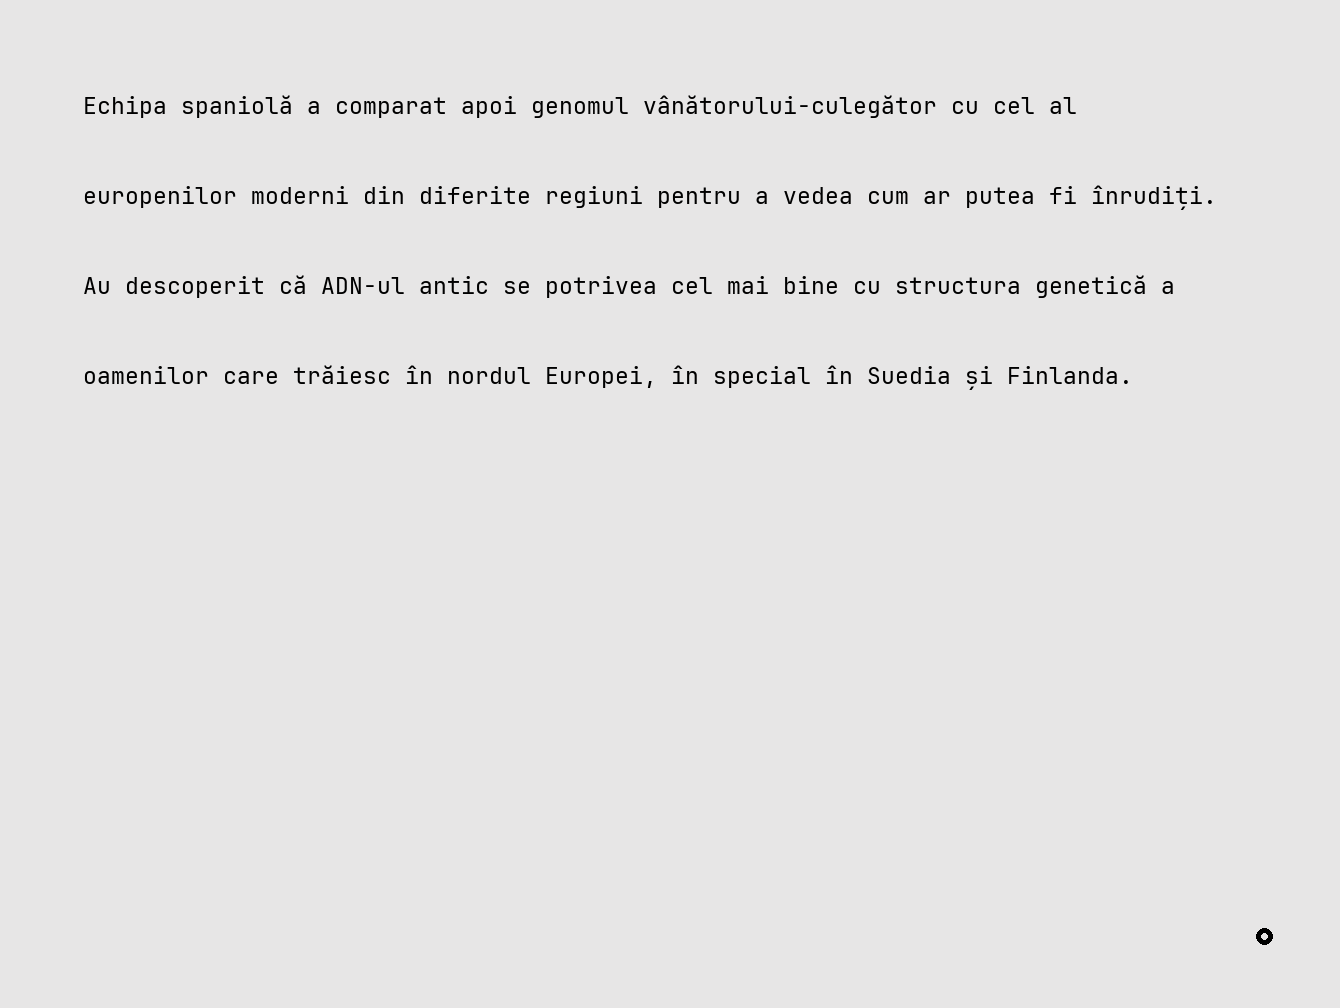 Echipa spaniolă a comparat apoi genomul vânătorului-culegător cu cel al
europenilor moderni din diferite regiuni pentru a vedea cum ar putea fi înrudiți.
Au descoperit că ADN-ul antic se potrivea cel mai bine cu structura genetică a
oamenilor care trăiesc în nordul Europei, în special în Suedia și Finlanda.